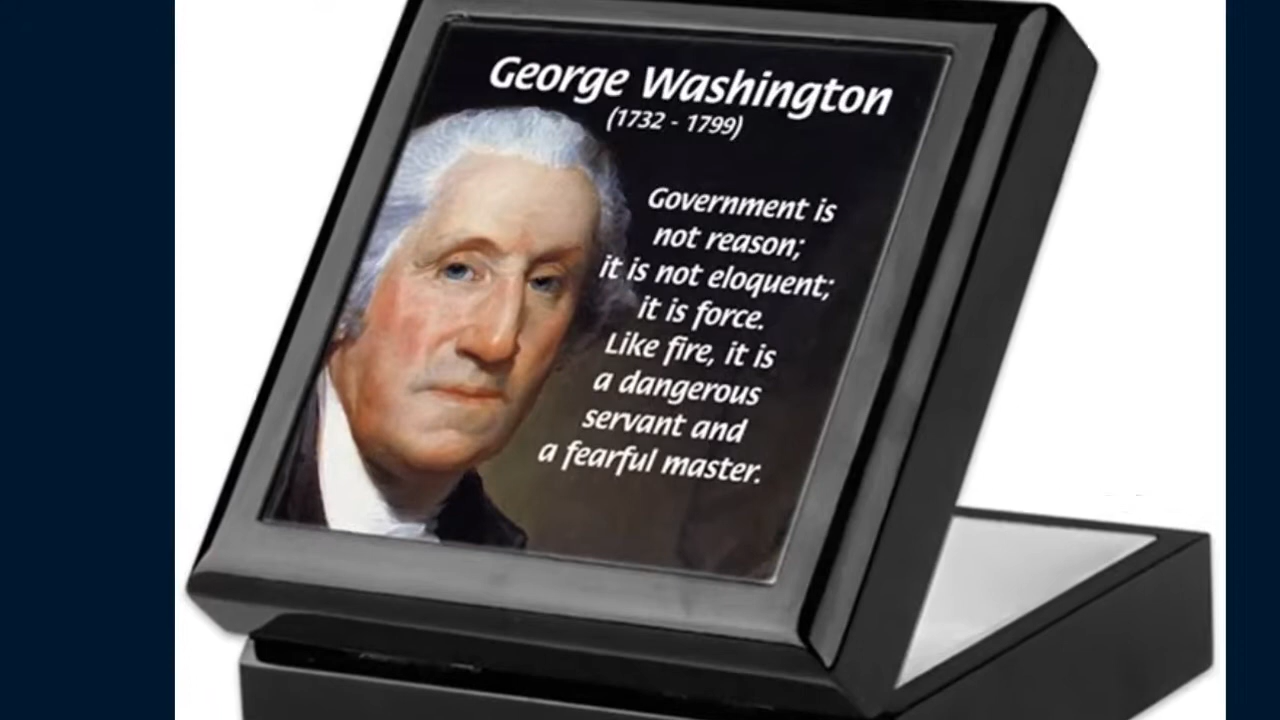 George Washington
(1732 - 1799)
Government is
not reason;
it is not eloquent;
it is force.
Like fire, it is
a dangerous
servant and
a fearful master.